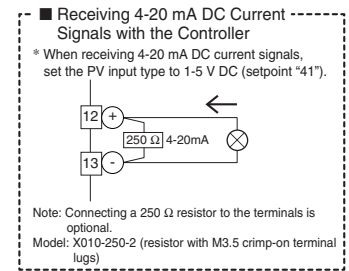 ■ Receiving 4-20 mA DC Current
Signals with the Controller
* When receiving 4-20 mA DC current signals,
set the PV input type to 1-5 V DC (setpoint “41”).
12 +
250 Ω 4-20mA
13 -
Note: Connecting a 250 Ω resistor to the terminals is
optional.
Model: X010-250-2 (resistor with M3.5 crimp-on terminal
lugs)